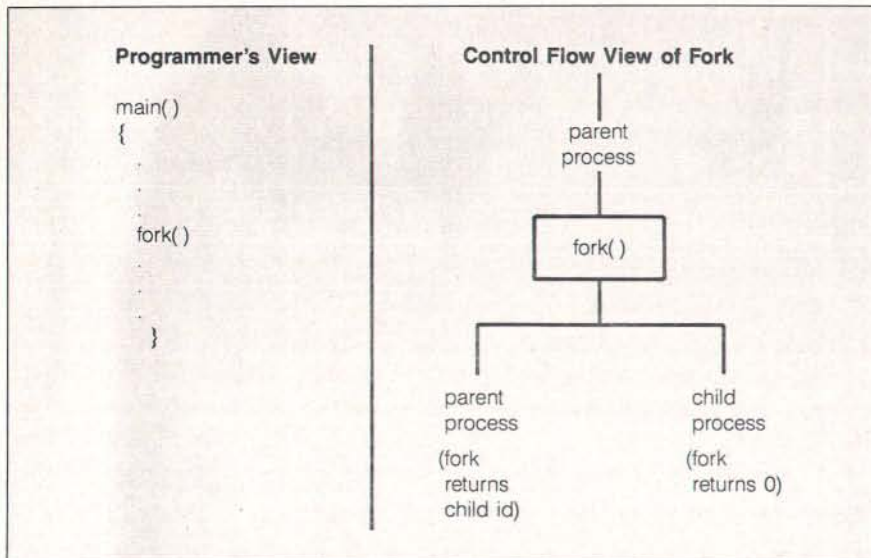 Programmer's View
main( )
{
.
.
.
fork( )
.
.
.
.
}
Control Flow View of Fork
parent
process
fork( )
parent
process
(fork
returns
child id)
child
process
(fork
returns 0)